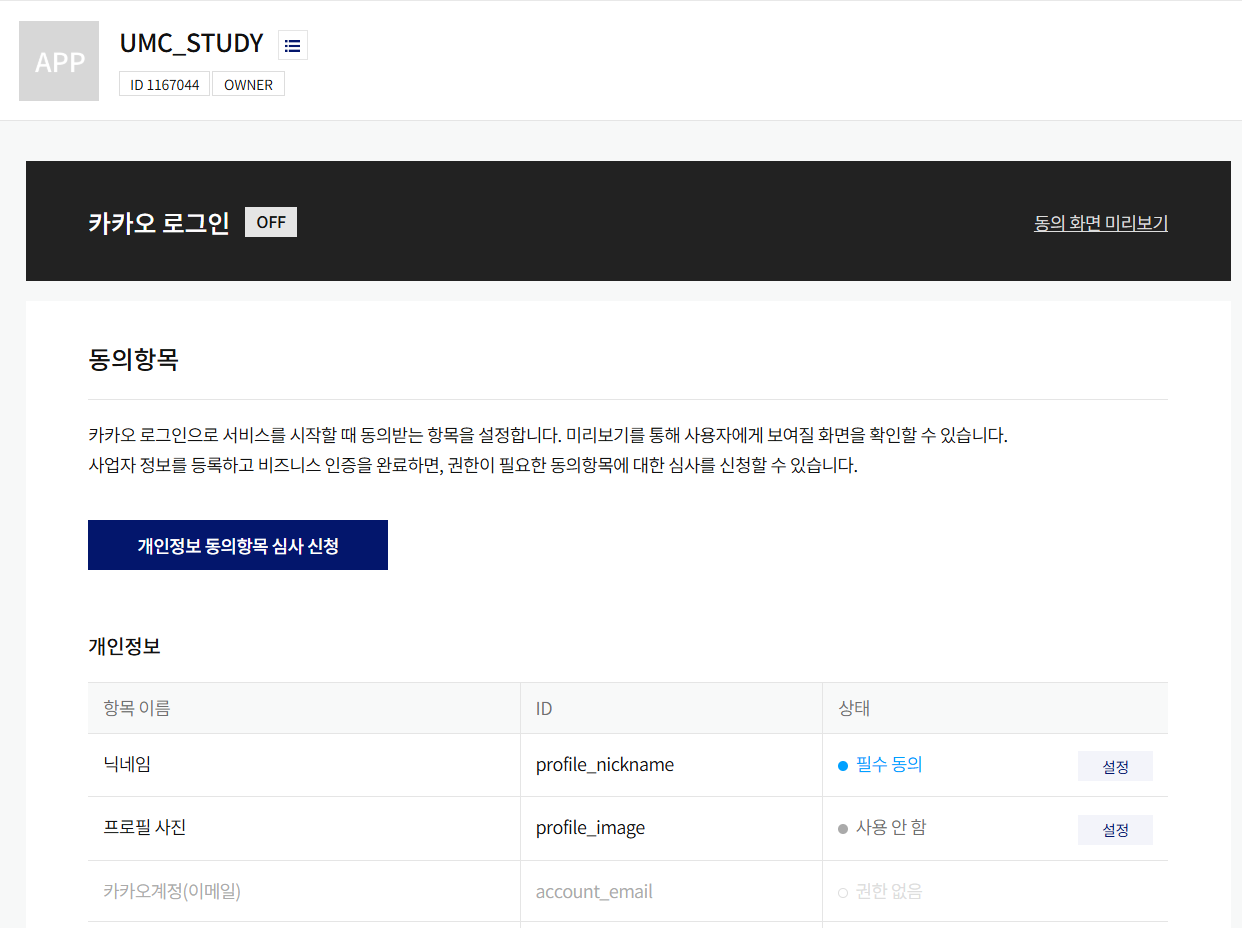 APP
UMC_STUDY
ID 1167044 OWNER
카카오 로그인 OFF 동의 화면 미리보기
동의항목
카카오 로그인으로 서비스를 시작할 때 동의받는 항목을 설정합니다. 미리보기를 통해 사용자에게 보여질 화면을 확인할 수 있습니다.
사업자 정보를 등록하고 비즈니스 인증을 완료하면, 권한이 필요한 동의항목에 대한 심사를 신청할 수 있습니다.
개인정보 동의항목 심사 신청
개인정보
항목 이름 ID 상태
닉네임 profile_nickname 필수 동의 설정
프로필 사진 profile_image 사용 안 함 설정
카카오계정(이메일) account_email 권한 없음